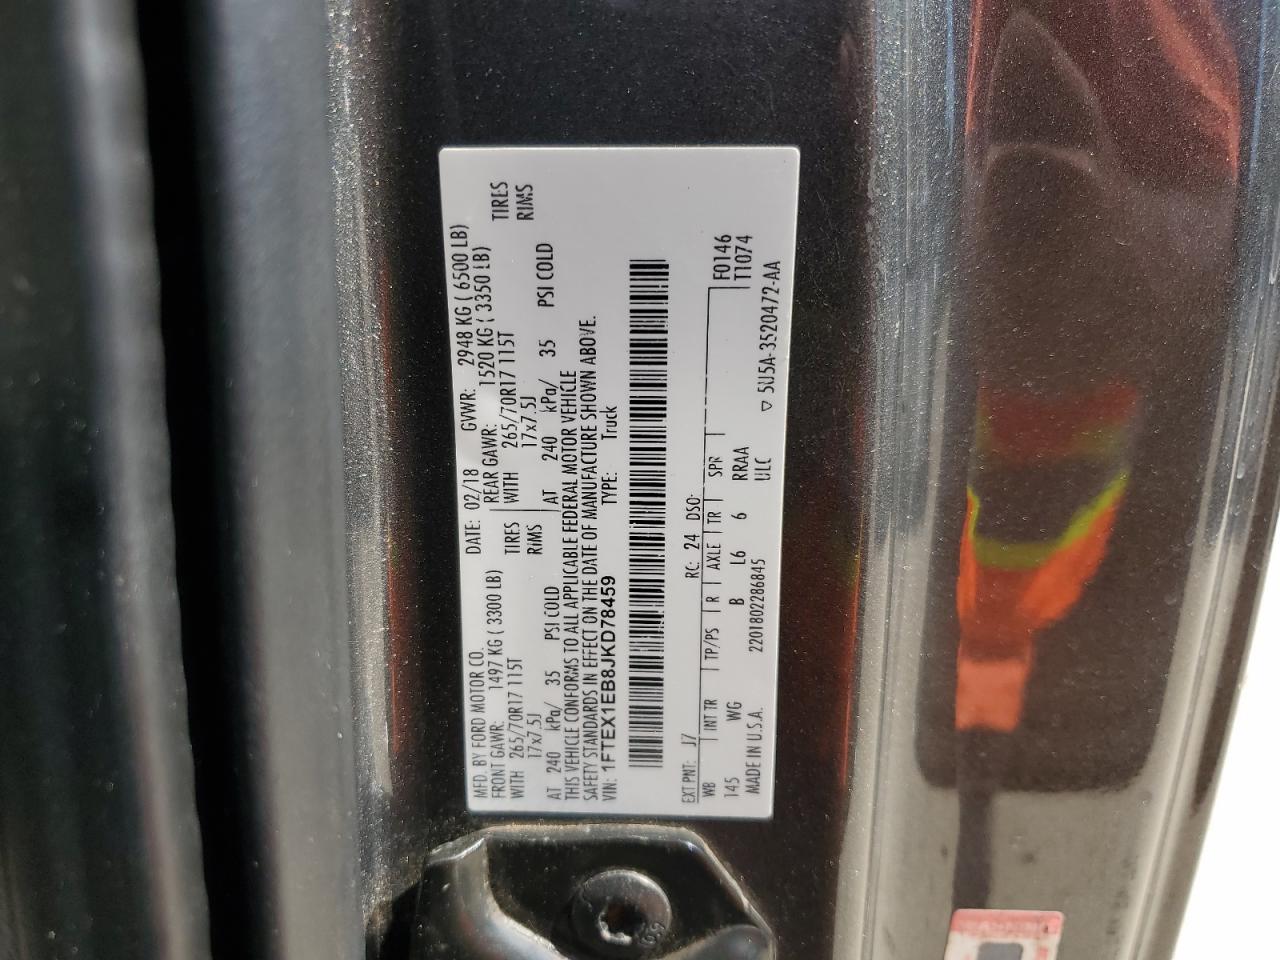 MFD. BY FORD MOTOR CO.
DATE: 02/18 GVWR: 2948 KG ( 6500 LB)
FRONT GAWR: 1497 KG ( 3300 LB) REAR GAWR: 1520 KG ( 3350 LB)
WITH 265/70R17 115T TIRES WITH 265/70R17 115T TIRES
17x7.5J RIMS 17x7.5J RIMS
AT 240 kPa/ 35 PSI COLD AT 240 kPa/ 35 PSI COLD
THIS VEHICLE CONFORMS TO ALL APPLICABLE FEDERAL MOTOR VEHICLE
SAFETY STANDARDS IN EFFECT ON THE DATE OF MANUFACTURE SHOWN ABOVE.
VIN: 1FTEX1EB8JKD78459 TYPE: Truck
EXT PNT: J7 RC: 24 DSO: F0146
WB INT TR TP/PS R AXLE TR SPR T1074
145 WG B L6 6 RRAA
MADE IN U.S.A. 2201802286845 ULC ▽ 5U5A-3520472-AA